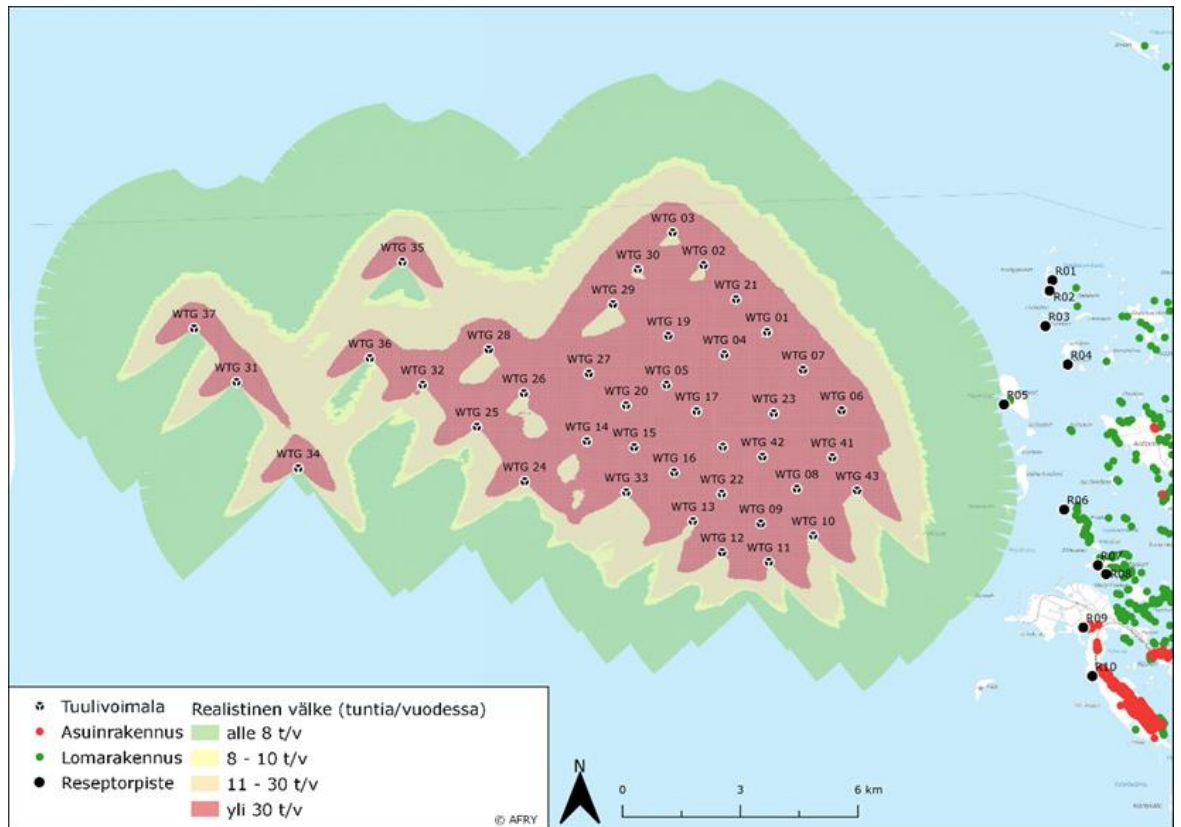 WTG 03
WTG 35
WTG 30
WTG 02
R01
R02
WTG 29
WTG 21
WTG 37
WTG 19
WTG 01
R03
WTG 36
WTG 28
WTG 04
R04
WTG 31
WTG 32
WTG 27
WTG 05
WTG 07
WTG 26
WTG 20
WTG 17
WTG 23
WTG 06
R05
WTG 25
WTG 14
WTG 15
WTG 42
WTG 41
WTG 34
WTG 24
WTG 33
WTG 16
WTG 22
WTG 08
WTG 43
R06
WTG 13
WTG 09
WTG 10
WTG 12
WTG 11
R07
R08
R09
R10
Tuulivoimala
Asuinrakennus
Lomarakennus
Reseptorpiste
Realistinen välke (tuntia/vuodessa)
alle 8 t/v
8 - 10 t/v
11 - 30 t/v
yli 30 t/v
© AFRY
N
0 3 6 km